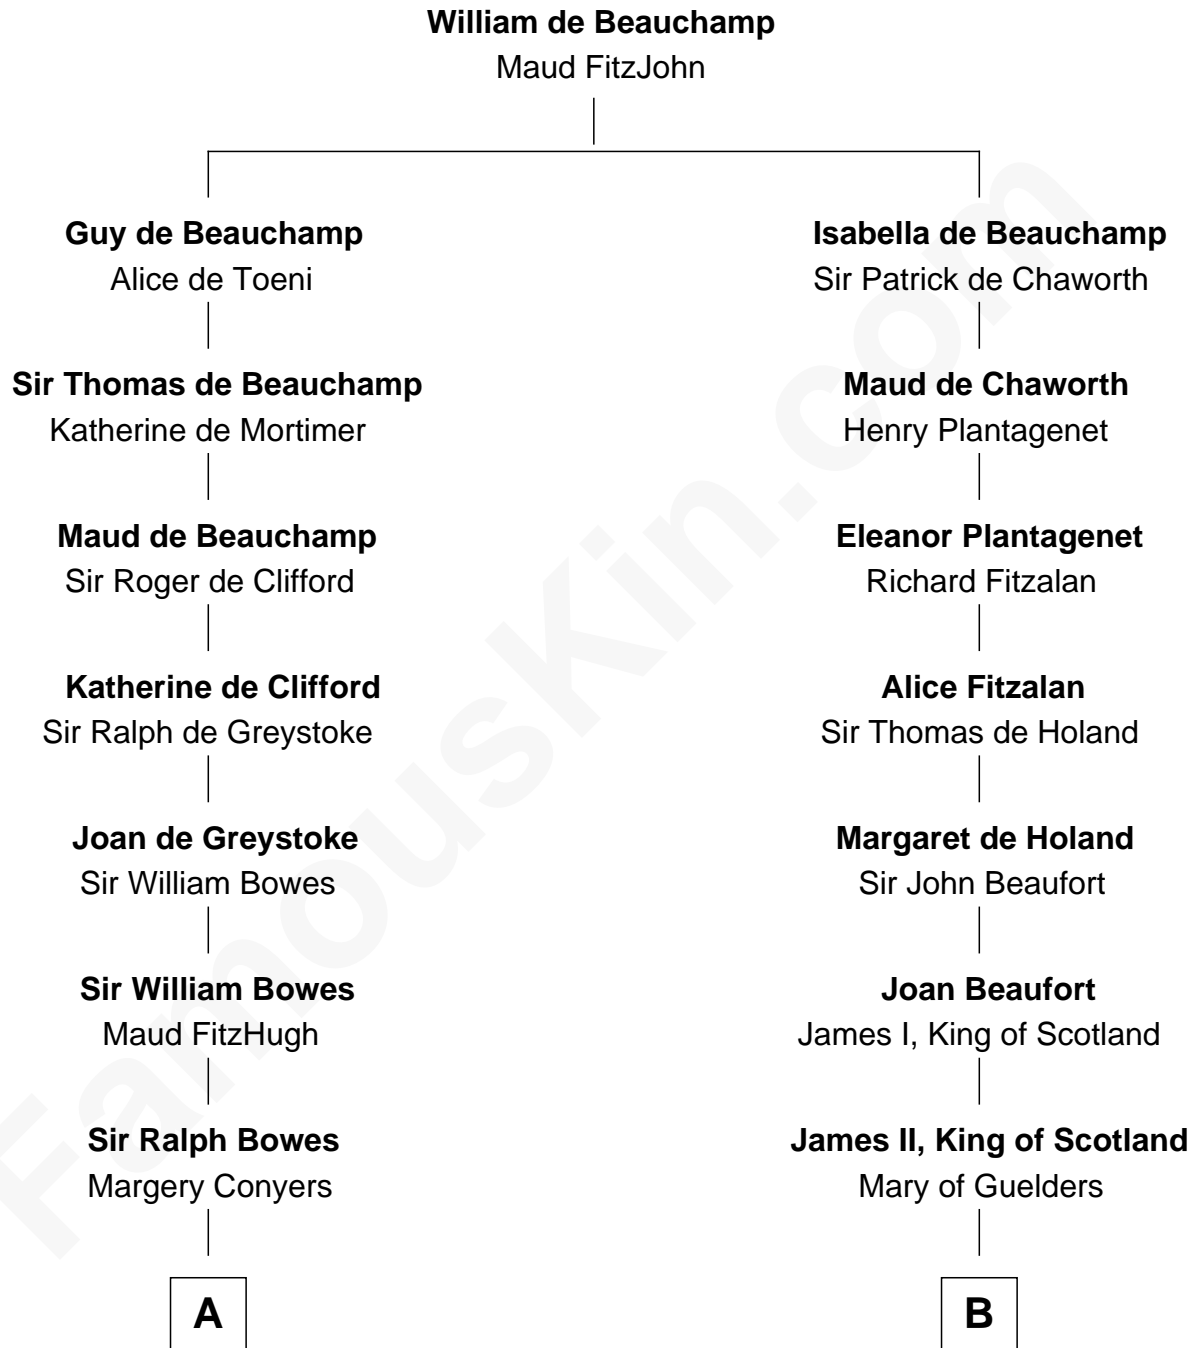 William de Beauchamp
Maud FitzJohn
Guy de Beauchamp
Alice de Toeni
Isabella de Beauchamp
Sir Patrick de Chaworth
Sir Thomas de Beauchamp
Katherine de Mortimer
Maud de Chaworth
Henry Plantagenet
Maud de Beauchamp
Sir Roger de Clifford
Eleanor Plantagenet
Richard Fitzalan
Katherine de Clifford
Sir Ralph de Greystoke
Alice Fitzalan
Sir Thomas de Holand
Joan de Greystoke
Sir William Bowes
Margaret de Holand
Sir John Beaufort
Sir William Bowes
Maud FitzHugh
Joan Beaufort
James I, King of Scotland
Sir Ralph Bowes
Margery Conyers
James II, King of Scotland
Mary of Guelders
A
B
FamousKin.com